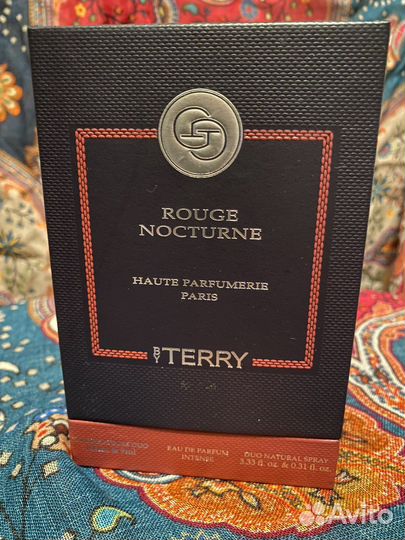 ROUGE
NOCTURNE
HAUTE PARFUMERIE
PARIS
BY TERRY
EAU DE PARFUM
INTENSE
DUO NATURAL SPRAY
3.33 fl. oz. & 0.31 fl. oz.
Avito